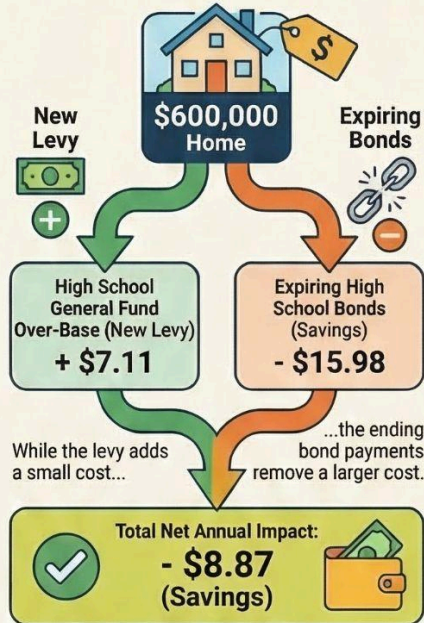 $
New
Levy
$600,000
Home
Expiring
Bonds
+
-
High School
General Fund
Over-Base (New Levy)
+ $7.11
Expiring High
School Bonds
(Savings)
- $15.98
While the levy adds
a small cost...
...the ending
bond payments
remove a larger cost.
Total Net Annual Impact:
- $8.87
(Savings)